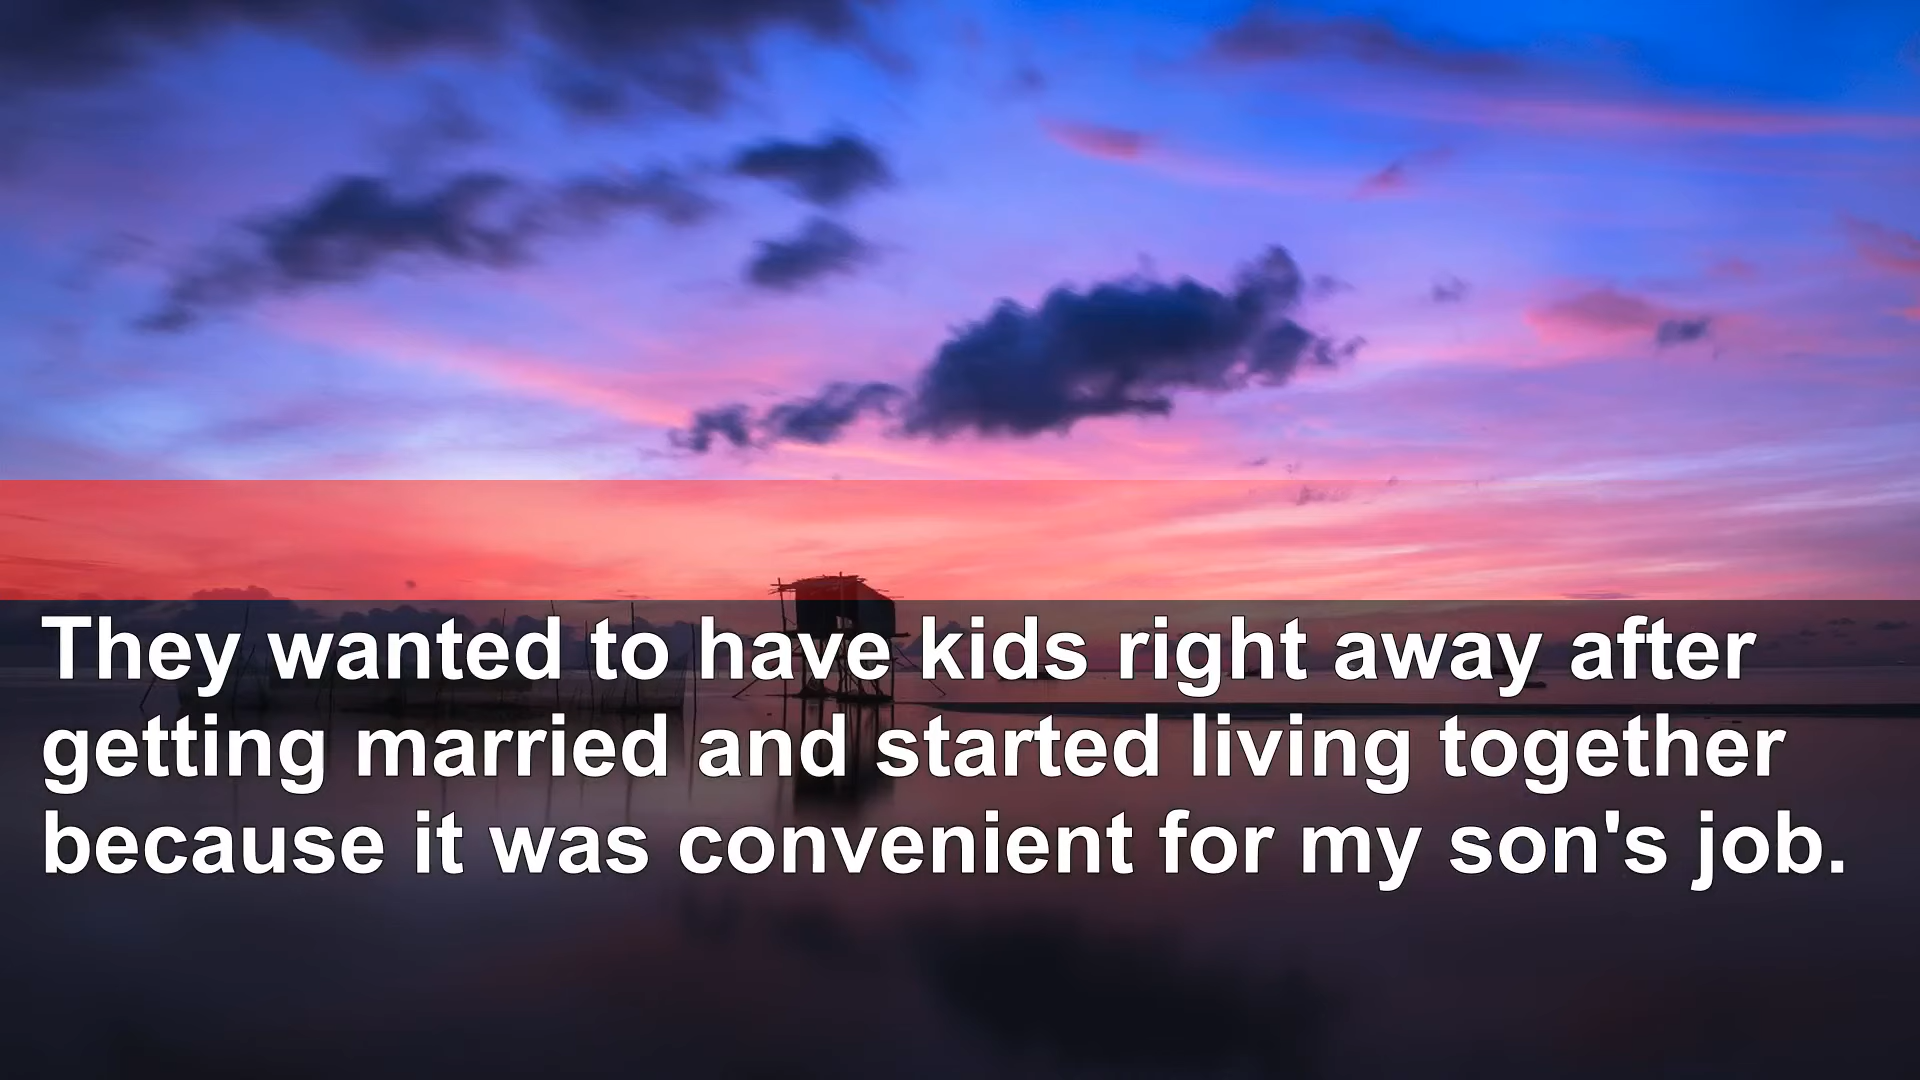 They wanted to have kids right away after
getting married and started living together
because it was convenient for my son's job.